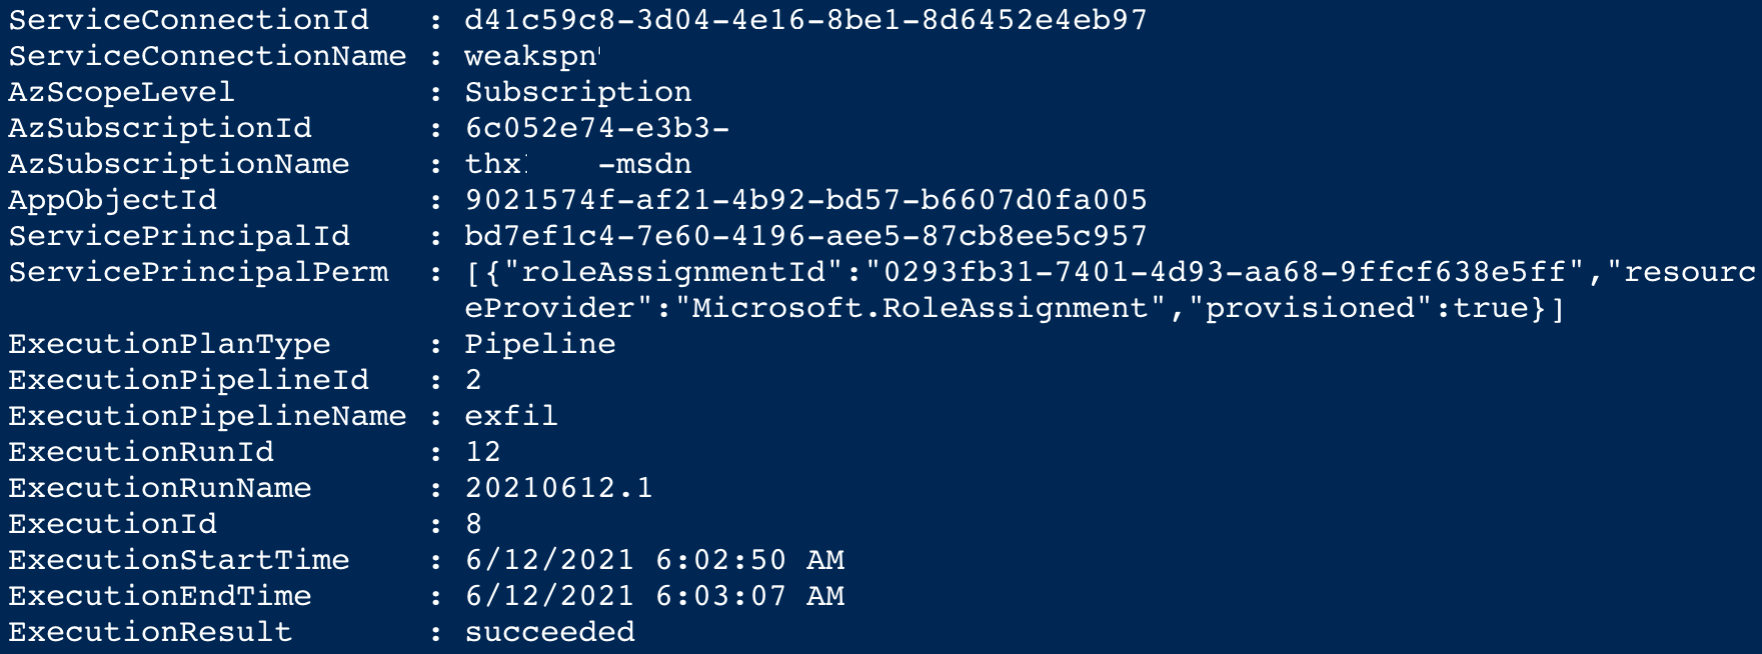 ServiceConnectionId   : d41c59c8-3d04-4e16-8be1-8d6452e4eb97
ServiceConnectionName : weakspn
AzScopeLevel          : Subscription
AzSubscriptionId      : 6c052e74-e3b3-
AzSubscriptionName    : thx -msdn
AppObjectId           : 9021574f-af21-4b92-bd57-b6607d0fa005
ServicePrincipalId    : bd7ef1c4-7e60-4196-aee5-87cb8ee5c957
ServicePrincipalPerm  : [{"roleAssignmentId":"0293fb31-7401-4d93-aa68-9ffcf638e5ff","resourc
eProvider":"Microsoft.RoleAssignment","provisioned":true}]
ExecutionPlanType     : Pipeline
ExecutionPipelineId   : 2
ExecutionPipelineName : exfil
ExecutionRunId        : 12
ExecutionRunName      : 20210612.1
ExecutionId           : 8
ExecutionStartTime    : 6/12/2021 6:02:50 AM
ExecutionEndTime      : 6/12/2021 6:03:07 AM
ExecutionResult       : succeeded